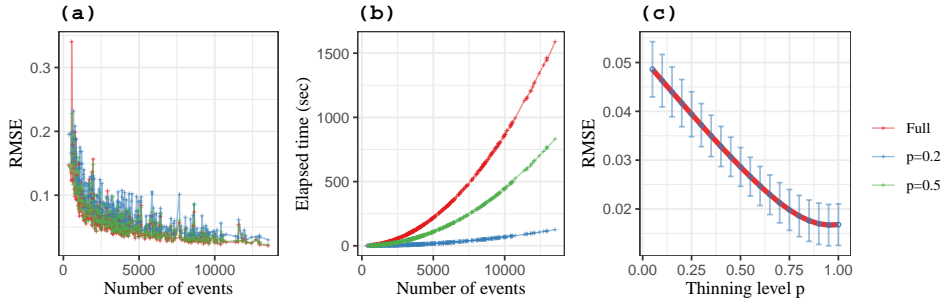 (a)
(b)
(c)
RMSE
0.3
0.2
0.1
0
5000
10000
Number of events
Elapsed time (sec)
1500
1000
500
0
0
5000
10000
Number of events
RMSE
0.05
0.04
0.03
0.02
0.00
0.25
0.50
0.75
1.00
Thinning level p
Full
p=0.2
p=0.5